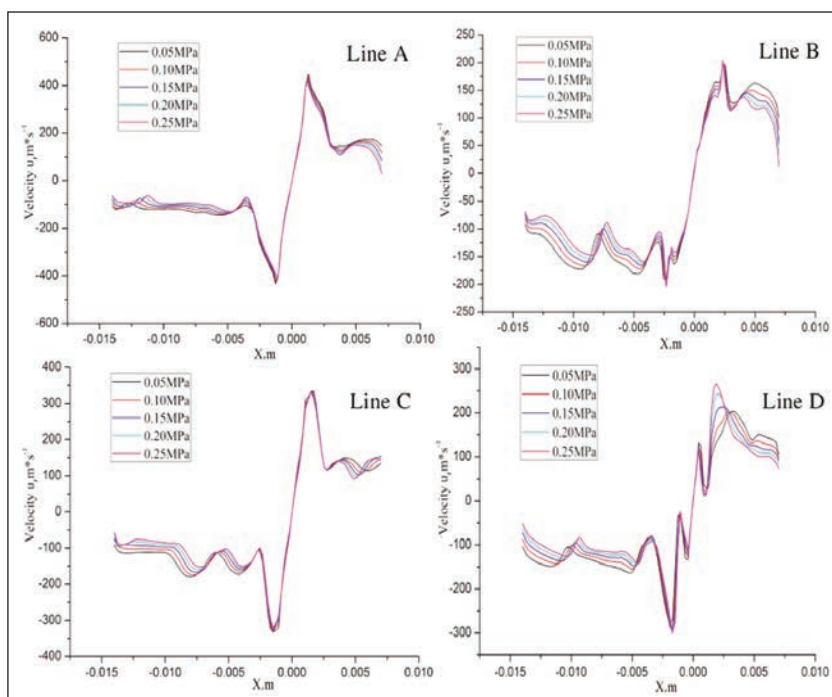 Line A
0.05MPa
0.10MPa
0.15MPa
0.20MPa
0.25MPa
Velocity u,m*s⁻¹
600
400
200
0
-200
-400
-600
-0.015 -0.010 -0.005 0.000 0.005 0.010
X.m
Line B
0.05MPa
0.10MPa
0.15MPa
0.20MPa
0.25MPa
Velocity u,m*s⁻¹
250
200
150
100
50
0
-50
-100
-150
-200
-250
-0.015 -0.010 -0.005 0.000 0.005 0.010
X.m
Line C
0.05MPa
0.10MPa
0.15MPa
0.20MPa
0.25MPa
Velocity u,m*s⁻¹
400
300
200
100
0
-100
-200
-300
-400
-0.015 -0.010 -0.005 0.000 0.005 0.010
X.m
Line D
0.05MPa
0.10MPa
0.15MPa
0.20MPa
0.25MPa
Velocity u,m*s⁻¹
300
200
100
0
-100
-200
-300
-0.015 -0.010 -0.005 0.000 0.005 0.010
X.m